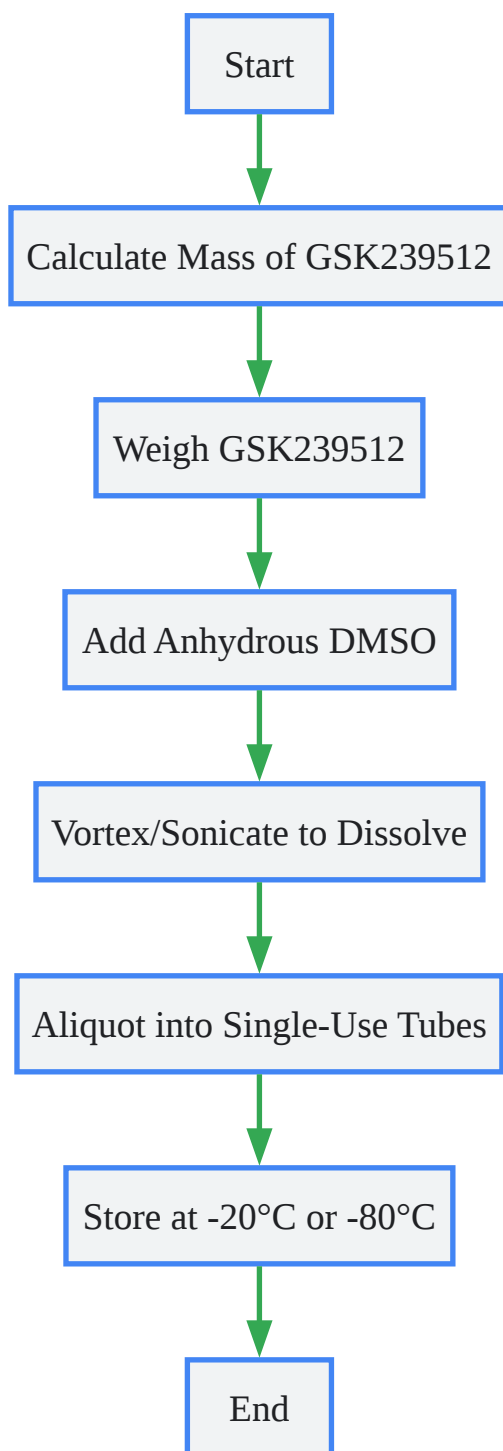 Start
Calculate Mass of GSK239512
Weigh GSK239512
Add Anhydrous DMSO
Vortex/Sonicate to Dissolve
Aliquot into Single-Use Tubes
Store at -20°C or -80°C
End